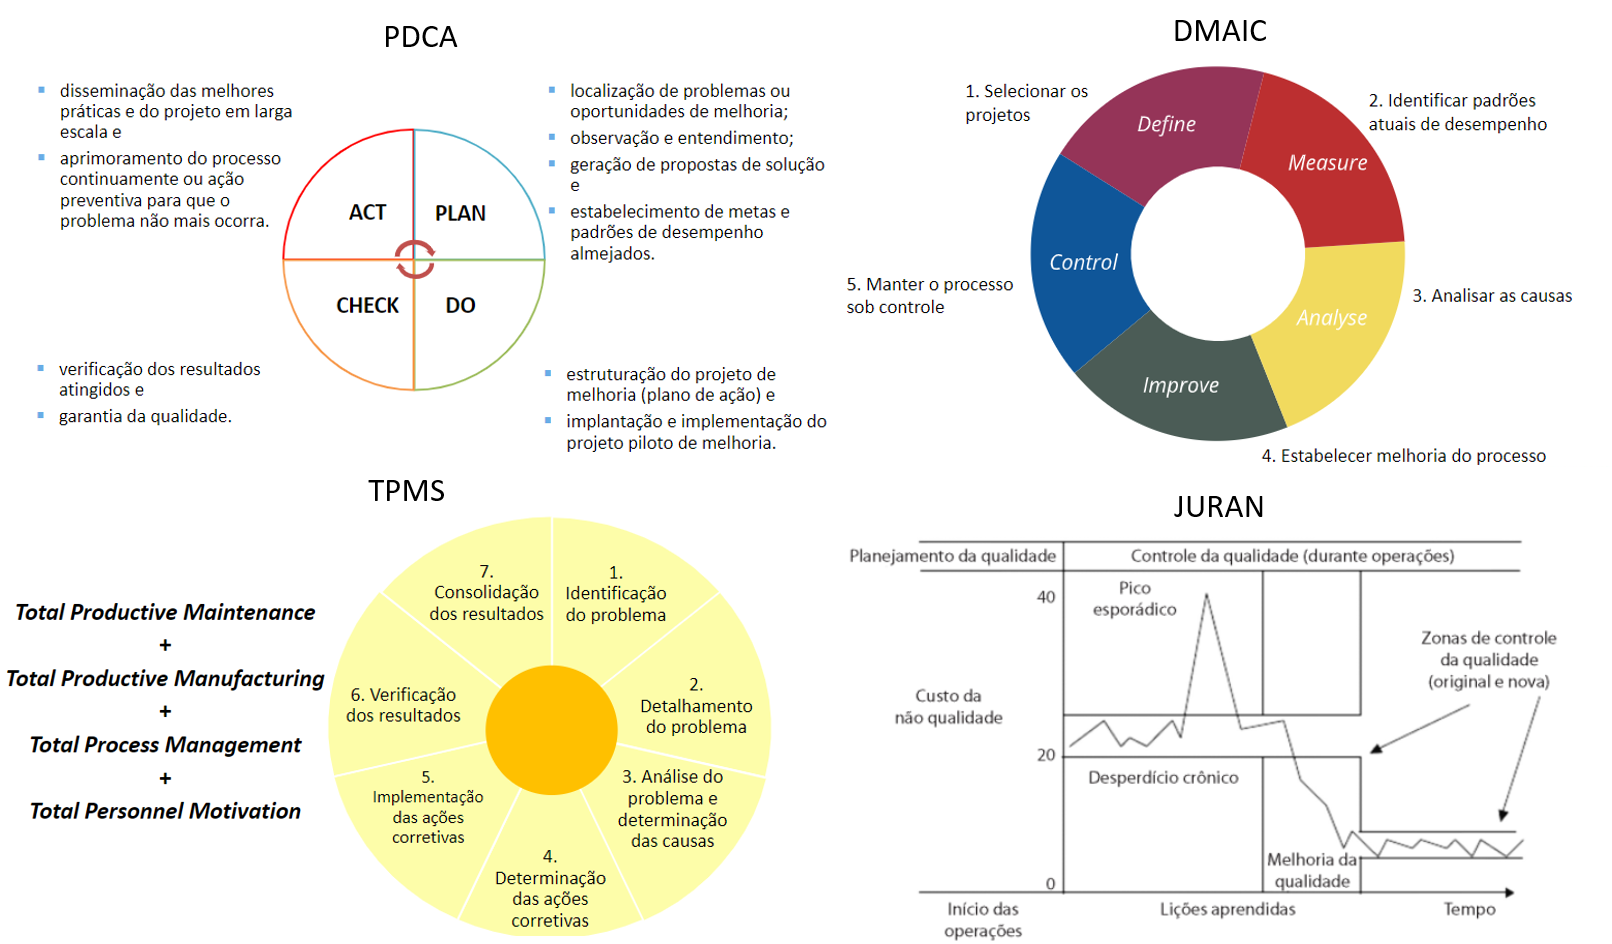 PDCA
disseminação das melhores
práticas e do projeto em larga
escala e
aprimoramento do processo
continuamente ou ação
preventiva para que o
problema não mais ocorra.
localização de problemas ou
oportunidades de melhoria;
observação e entendimento;
geração de propostas de solução
e
estabelecimento de metas e
padrões de desempenho
almejados.
ACT
PLAN
CHECK
DO
verificação dos resultados
atingidos e
garantia da qualidade.
estruturação do projeto de
melhoria (plano de ação) e
implantação e implementação do
projeto piloto de melhoria.
DMAIC
1. Selecionar os
projetos
2. Identificar padrões
atuais de desempenho
3. Analisar as causas
4. Estabelecer melhoria do processo
5. Manter o processo
sob controle
Define
Measure
Analyse
Improve
Control
TPMS
Total Productive Maintenance
+
Total Productive Manufacturing
+
Total Process Management
+
Total Personnel Motivation
1.
Identificação
do problema
2.
Detalhamento
do problema
3. Análise do
problema e
determinação
das causas
4.
Determinação
das ações
corretivas
5.
Implementação
das ações
corretivas
6. Verificação
dos resultados
7.
Consolidação
dos resultados
JURAN
Planejamento da qualidade
Controle da qualidade (durante operações)
40
Pico
esporádico
Zonas de controle
da qualidade
(original e nova)
Custo da
não qualidade
20
Desperdício crônico
Melhoria da
qualidade
0
Início das
operações
Lições aprendidas
Tempo